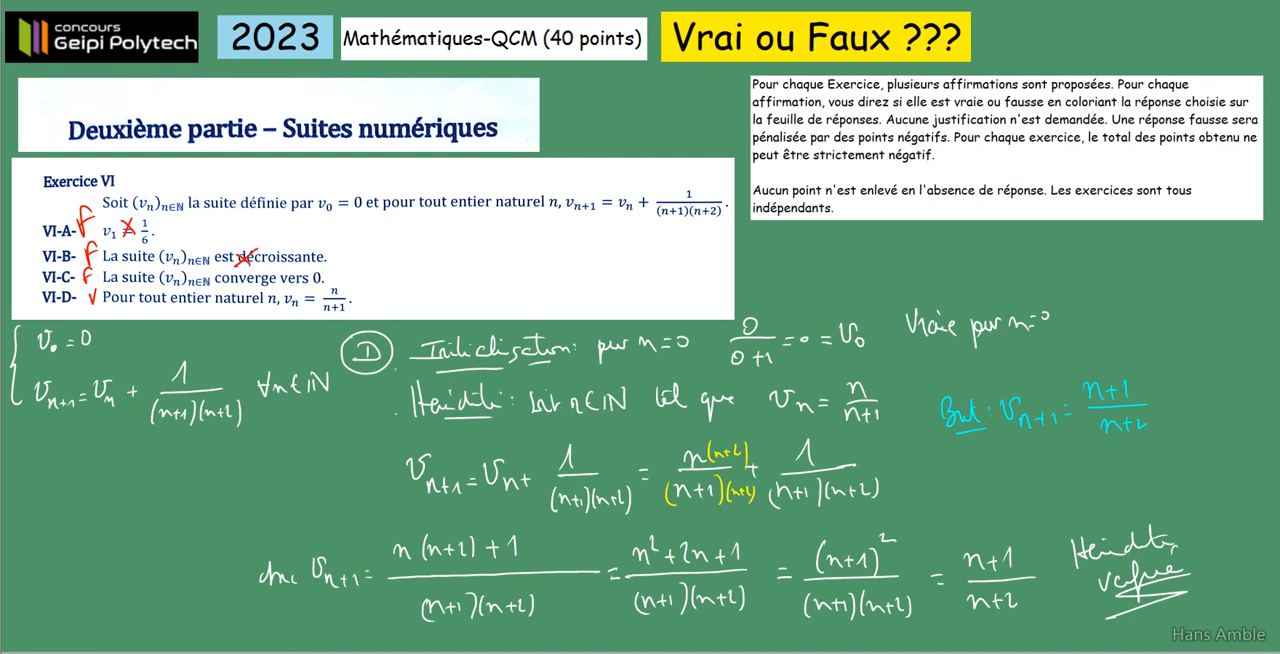 concours
Geipi Polytech
2023
Mathématiques-QCM (40 points)
Vrai ou Faux ???
Deuxième partie – Suites numériques
Pour chaque Exercice, plusieurs affirmations sont proposées. Pour chaque
affirmation, vous direz si elle est vraie ou fausse en coloriant la réponse choisie sur
la feuille de réponses. Aucune justification n'est demandée. Une réponse fausse sera
pénalisée par des points négatifs. Pour chaque exercice, le total des points obtenu ne
peut être strictement négatif.
Aucun point n'est enlevé en l'absence de réponse. Les exercices sont tous
indépendants.
Exercice VI
Soit (vₙ)ₙ∈ℕ la suite définie par v₀ = 0 et pour tout entier naturel n, vₙ₊₁ = vₙ + 1/((n+1)(n+2)).
VI-A- F v₁ = 1/6.
VI-B- F La suite (vₙ)ₙ∈ℕ est décroissante.
VI-C- F La suite (vₙ)ₙ∈ℕ converge vers 0.
VI-D- V Pour tout entier naturel n, vₙ = n/(n+1).
v₀ = 0
vₙ₊₁ = vₙ + 1/((n+1)(n+2)) ∀n∈ℕ
D Initialisation : pour n=0 0/(0+1) = 0 = v₀ Vraie pour n=0
. Hérédité : Soit n∈ℕ tel que vₙ = n/(n+1)
But : vₙ₊₁ = (n+1)/(n+2)
vₙ₊₁ = vₙ + 1/((n+1)(n+2)) = n(n+2)/((n+1)(n+2)) + 1/((n+1)(n+2))
donc vₙ₊₁ = (n(n+2)+1)/((n+1)(n+2)) = (n²+2n+1)/((n+1)(n+2)) = (n+1)²/((n+1)(n+2)) = (n+1)/(n+2)
Hérédité
vérifiée
Hans Amble